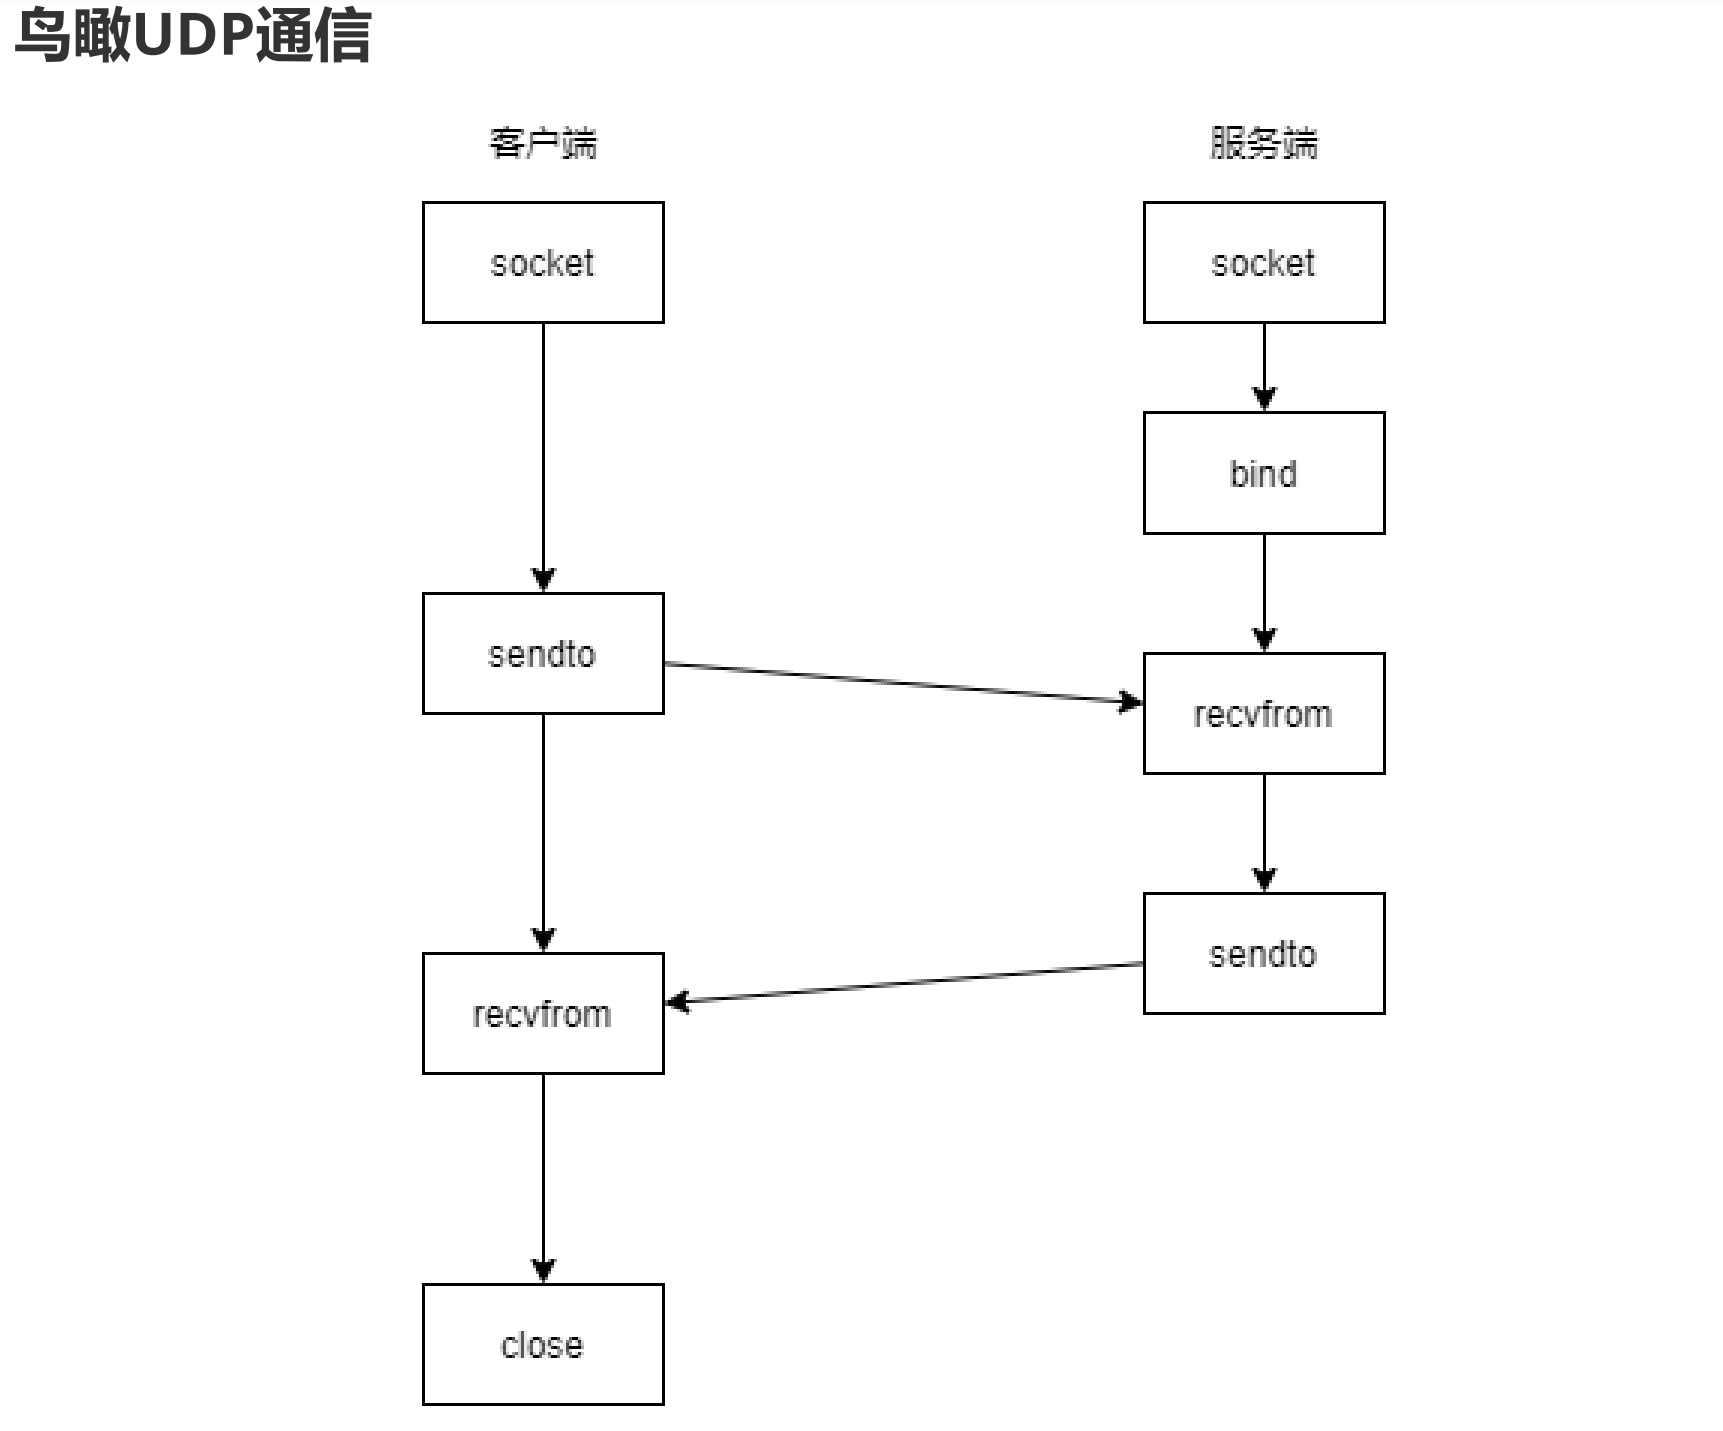 鸟瞰UDP通信
客户端
服务端
socket
socket
bind
sendto
recvfrom
sendto
recvfrom
close